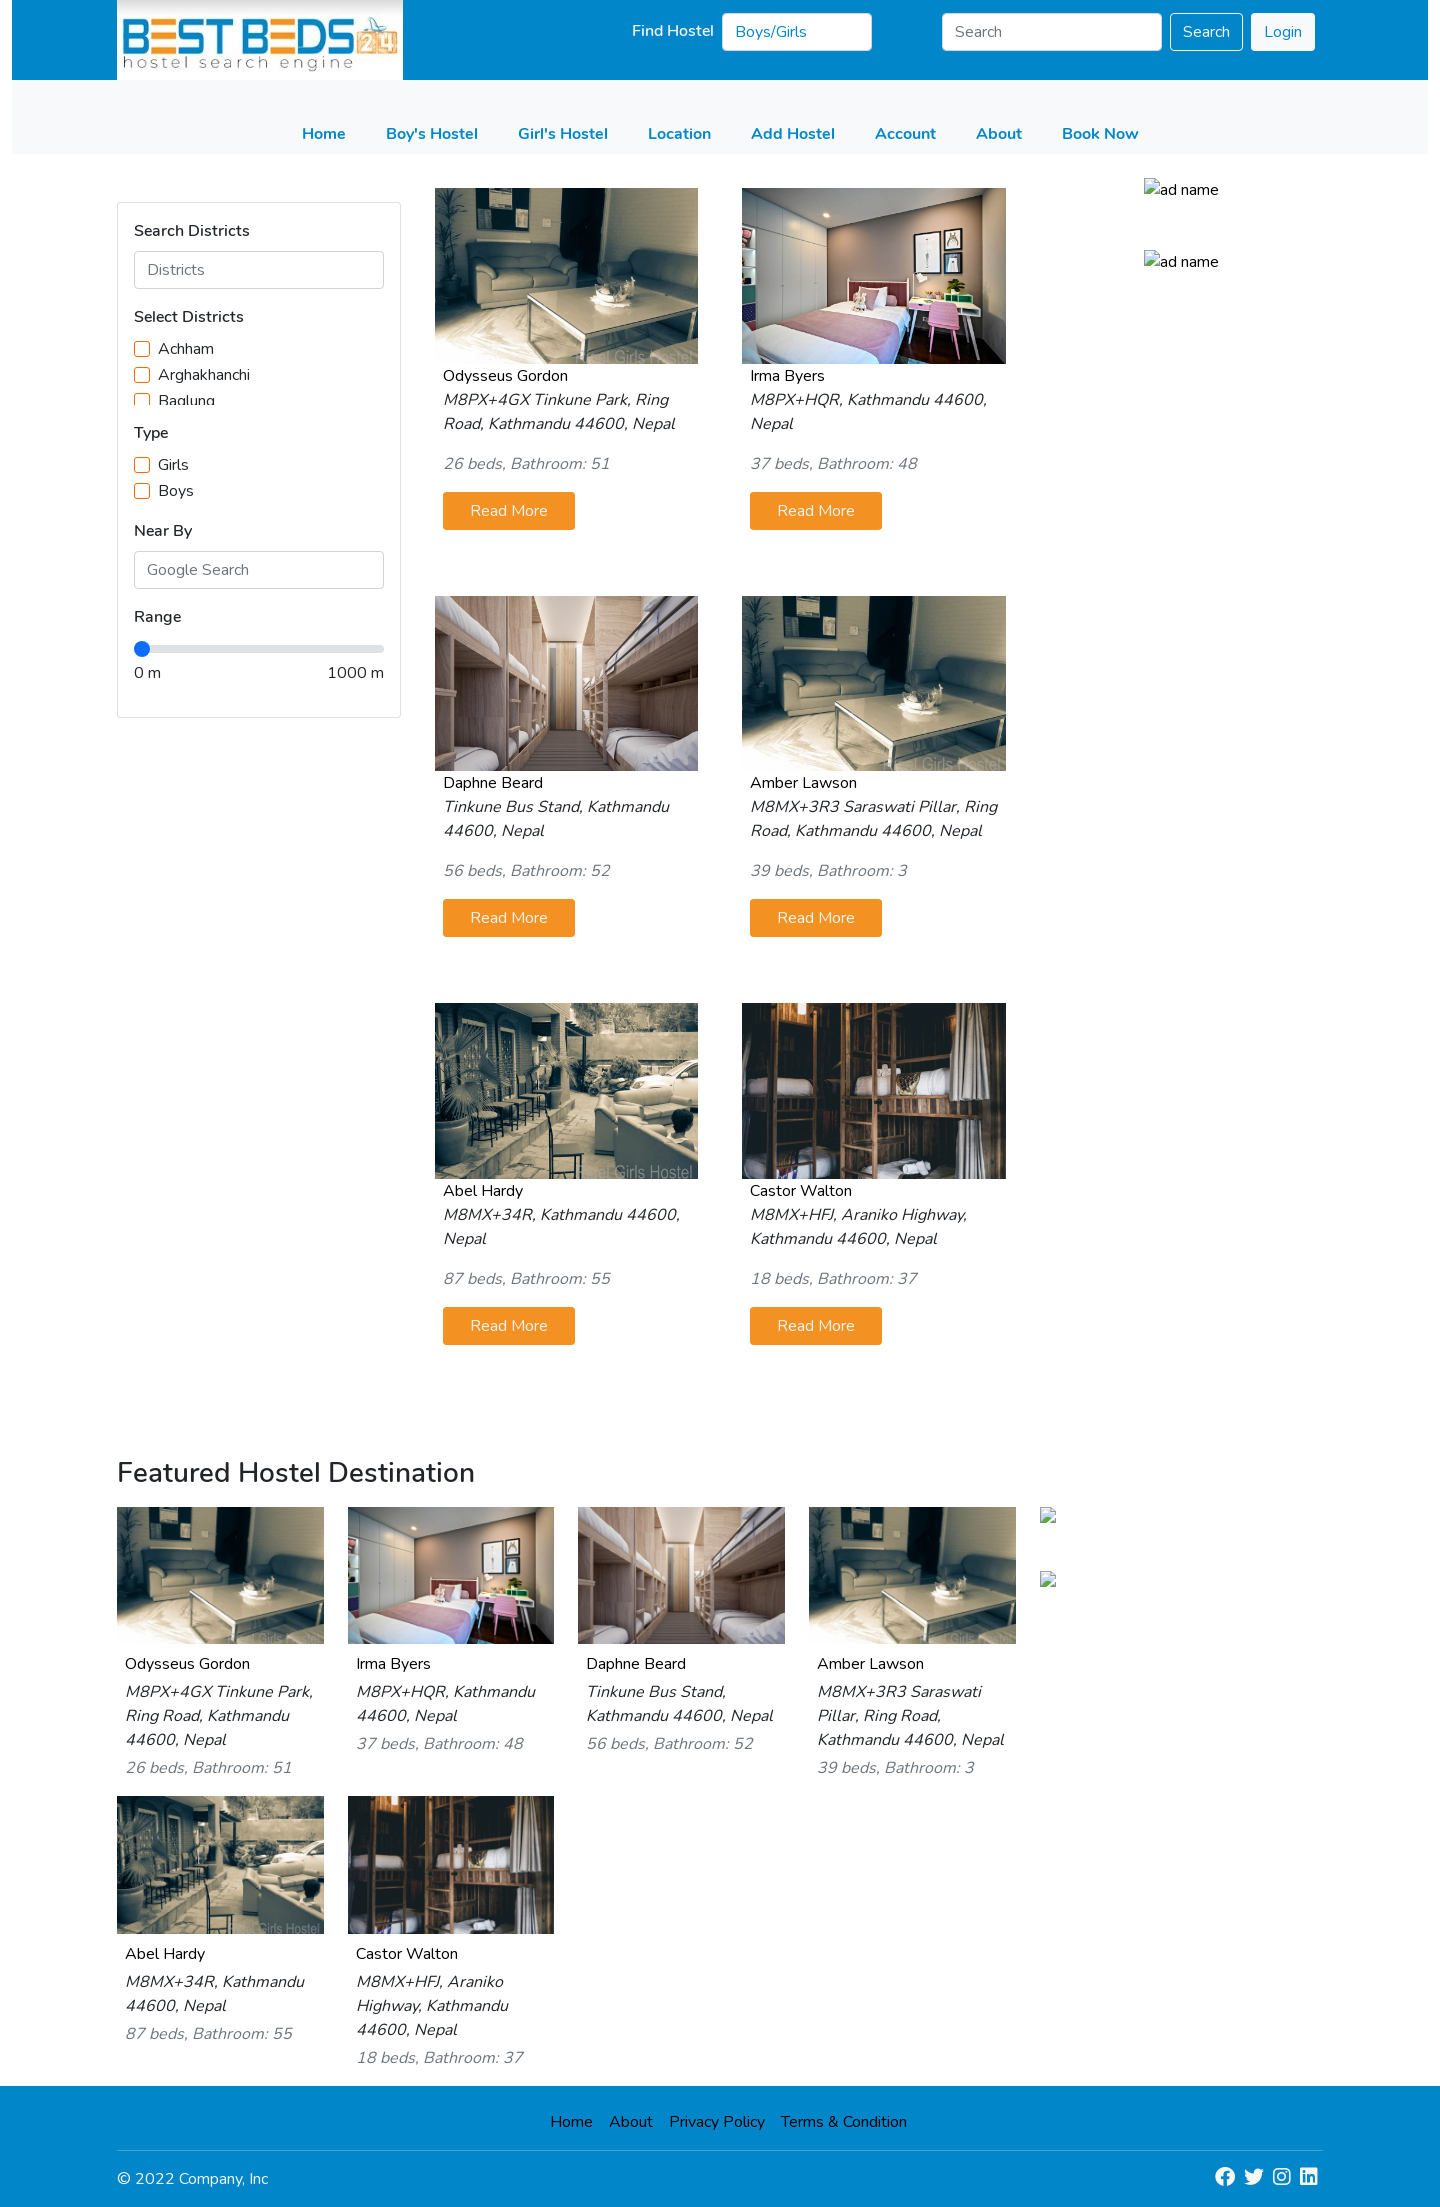 BEST BEDS 24
hostel search engine
Find Hostel
Boys/Girls
Search
Search
Login
Home
Boy's Hostel
Girl's Hostel
Location
Add Hostel
Account
About
Book Now
Search Districts
Districts
Select Districts
Achham
Arghakhanchi
Baglung
Type
Girls
Boys
Near By
Google Search
Range
0 m
1000 m
Girls Hostel
Odysseus Gordon
M8PX+4GX Tinkune Park, Ring
Road, Kathmandu 44600, Nepal
26 beds, Bathroom: 51
Read More
Irma Byers
M8PX+HQR, Kathmandu 44600,
Nepal
37 beds, Bathroom: 48
Read More
Daphne Beard
Tinkune Bus Stand, Kathmandu
44600, Nepal
56 beds, Bathroom: 52
Read More
Girls Hostel
Amber Lawson
M8MX+3R3 Saraswati Pillar, Ring
Road, Kathmandu 44600, Nepal
39 beds, Bathroom: 3
Read More
Girls Hostel
Abel Hardy
M8MX+34R, Kathmandu 44600,
Nepal
87 beds, Bathroom: 55
Read More
Castor Walton
M8MX+HFJ, Araniko Highway,
Kathmandu 44600, Nepal
18 beds, Bathroom: 37
Read More
ad name
ad name
Featured Hostel Destination
Odysseus Gordon
M8PX+4GX Tinkune Park,
Ring Road, Kathmandu
44600, Nepal
26 beds, Bathroom: 51
Irma Byers
M8PX+HQR, Kathmandu
44600, Nepal
37 beds, Bathroom: 48
Daphne Beard
Tinkune Bus Stand,
Kathmandu 44600, Nepal
56 beds, Bathroom: 52
Amber Lawson
M8MX+3R3 Saraswati
Pillar, Ring Road,
Kathmandu 44600, Nepal
39 beds, Bathroom: 3
Girls Hostel
Abel Hardy
M8MX+34R, Kathmandu
44600, Nepal
87 beds, Bathroom: 55
Castor Walton
M8MX+HFJ, Araniko
Highway, Kathmandu
44600, Nepal
18 beds, Bathroom: 37
Home
About
Privacy Policy
Terms & Condition
© 2022 Company, Inc